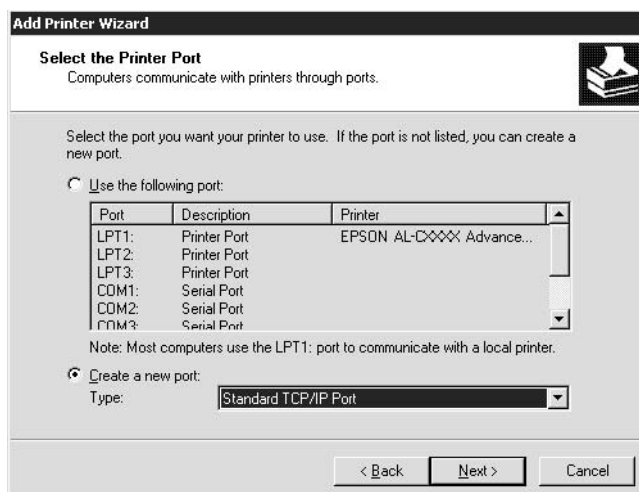 Add Printer Wizard
Select the Printer Port
Computers communicate with printers through ports.
Select the port you want your printer to use. If the port is not listed, you can create a
new port.
Use the following port:
Port Description Printer
LPT1: Printer Port EPSON AL-CXXXX Advance...
LPT2: Printer Port
LPT3: Printer Port
COM1: Serial Port
COM2: Serial Port
COM3: Serial Port
Note: Most computers use the LPT1: port to communicate with a local printer.
Create a new port:
Type: Standard TCP/IP Port
< Back Next > Cancel